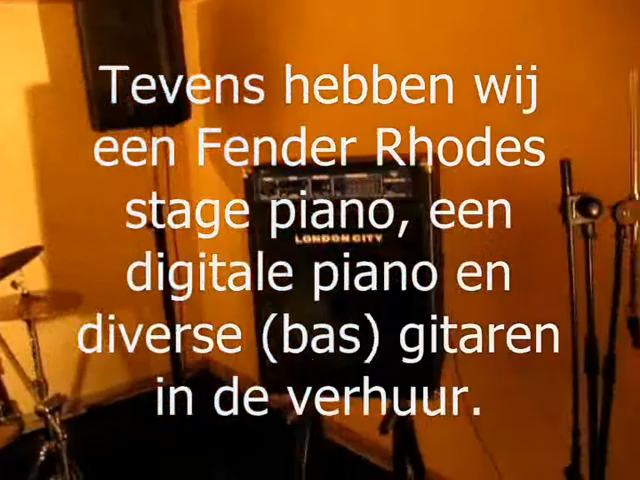 Tevens hebben wij
een Fender Rhodes
stage piano, een
LONDON CITY
digitale piano en
diverse (bas) gitaren
in de verhuur.